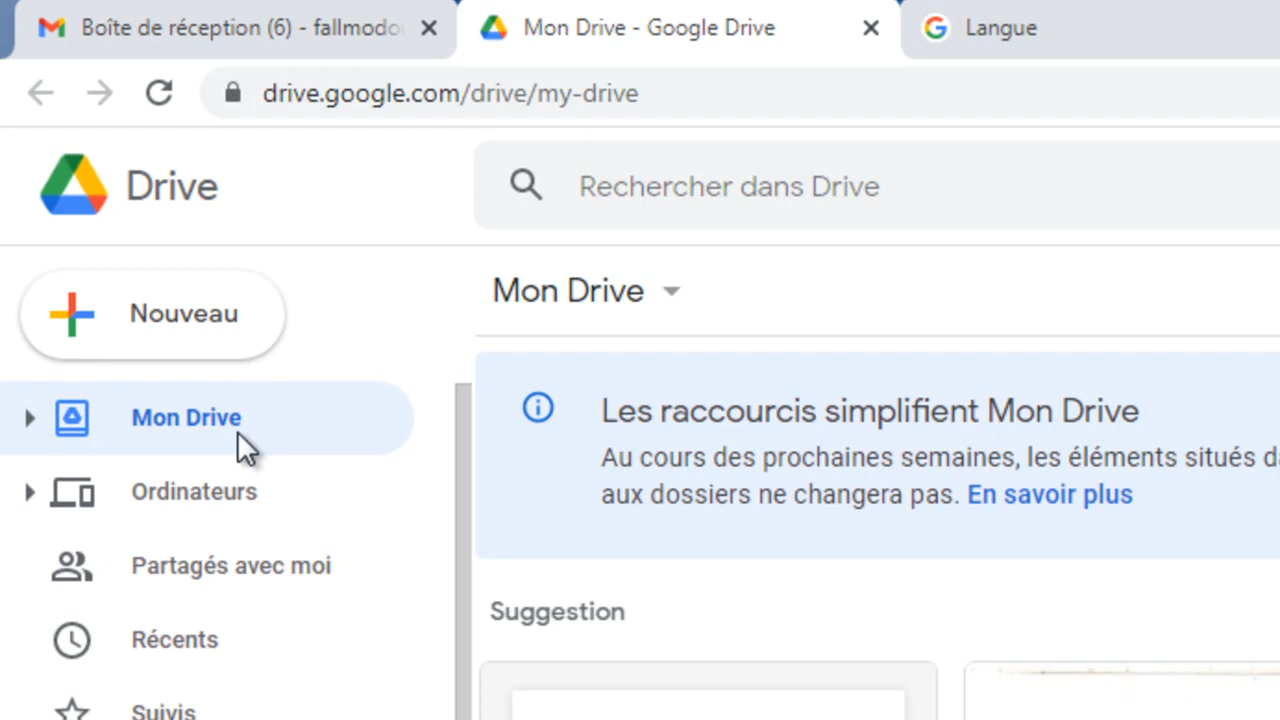 Boîte de réception (6) - fallmodo
Mon Drive - Google Drive
Langue
drive.google.com/drive/my-drive
Drive
Rechercher dans Drive
Nouveau
Mon Drive
Mon Drive
Les raccourcis simplifient Mon Drive
Au cours des prochaines semaines, les éléments situés da
aux dossiers ne changera pas. En savoir plus
Ordinateurs
Partagés avec moi
Suggestion
Récents
Suivis